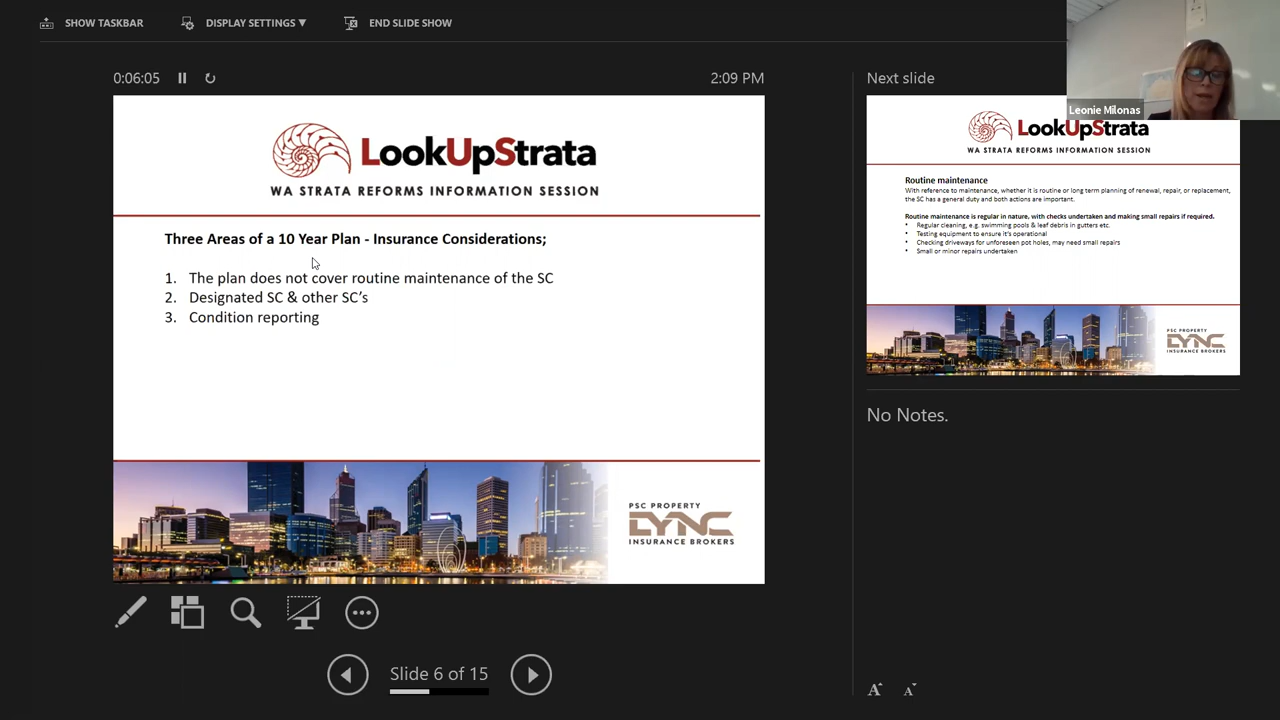 SHOW TASKBAR
DISPLAY SETTINGS ▼
END SLIDE SHOW
0:06:05
2:09 PM
LookUpStrata
WA STRATA REFORMS INFORMATION SESSION
Three Areas of a 10 Year Plan - Insurance Considerations;
1. The plan does not cover routine maintenance of the SC
2. Designated SC & other SC's
3. Condition reporting
PSC PROPERTY
LYNC
INSURANCE BROKERS
Slide 6 of 15
Next slide
Leonie Milonas
LookUpStrata
WA STRATA REFORMS INFORMATION SESSION
Routine maintenance
With reference to maintenance, whether it is routine or long term planning of renewal, repair, or replacement,
the SC has a general duty and both actions are important.
Routine maintenance is regular in nature, with checks undertaken and making small repairs if required.
• Regular cleaning, e.g. swimming pools & leaf debris in gutters etc.
• Testing equipment to ensure it's operational
• Checking driveways for unforeseen pot holes, may need small repairs
• Small or minor repairs undertaken
PSC PROPERTY
LYNC
INSURANCE BROKERS
No Notes.
A A